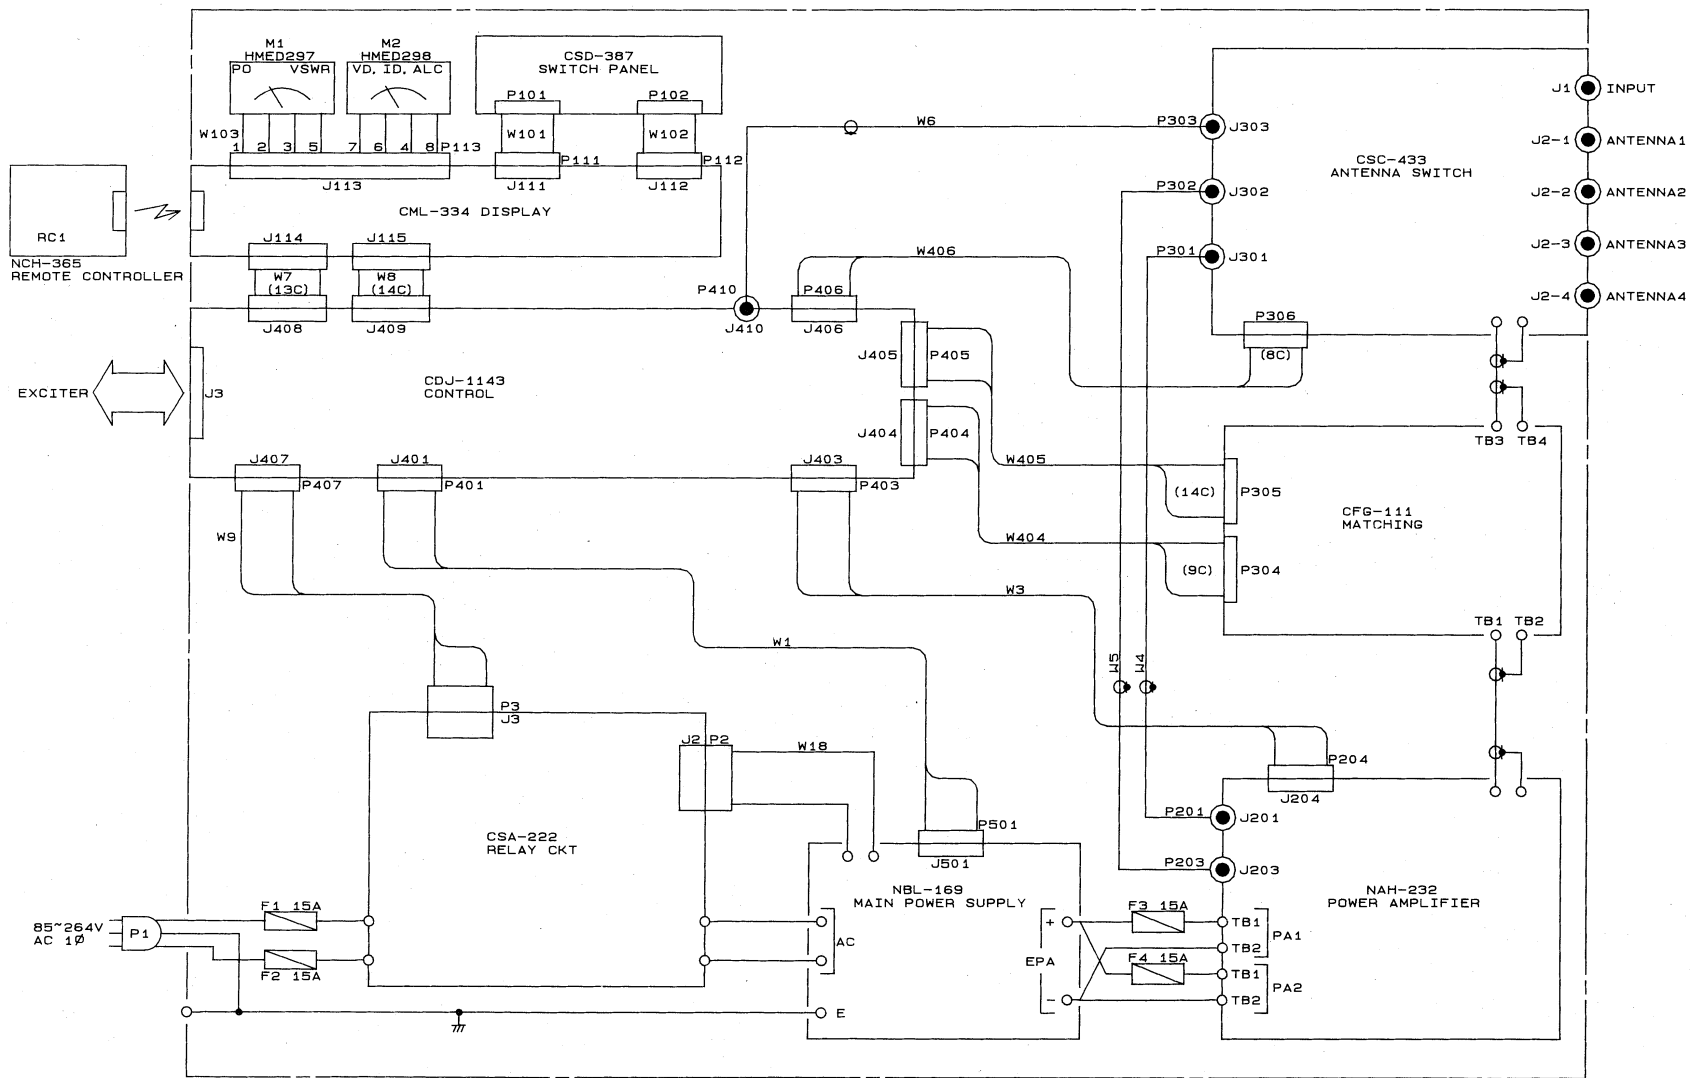 M1
HMED297
PO VSWR
M2
HMED298
VD, ID, ALC
CSD-387
SWITCH PANEL
P101
P102
W103
W101
W102
1 2 3 5 7 6 4 8 P113
P111
P112
J113
J111
J112
CML-334 DISPLAY
RC1
NCH-365
REMOTE CONTROLLER
J114
J115
W7
(13C)
W8
(14C)
J408
J409
P410
J410
P406
J406
W6
W406
P303
J303
P302
J302
P301
J301
CSC-433
ANTENNA SWITCH
J1 INPUT
J2-1 ANTENNA1
J2-2 ANTENNA2
J2-3 ANTENNA3
J2-4 ANTENNA4
P306
(8C)
EXCITER
J3
CDJ-1143
CONTROL
J405 P405
J404 P404
J407
P407
J401
P401
J403
P403
TB3 TB4
W405
(14C)
P305
CFG-111
MATCHING
W404
(9C)
P304
W9
W3
W1
TB1 TB2
W5
W4
P3
J3
J2 P2
W18
P204
J204
P201
J201
P203
J203
CSA-222
RELAY CKT
P501
J501
NBL-169
MAIN POWER SUPPLY
NAH-232
POWER AMPLIFIER
85~264V
AC 1Ø
P1
F1 15A
F2 15A
AC
EPA
+
-
F3 15A
F4 15A
TB1
TB2
PA1
TB1
TB2
PA2
E